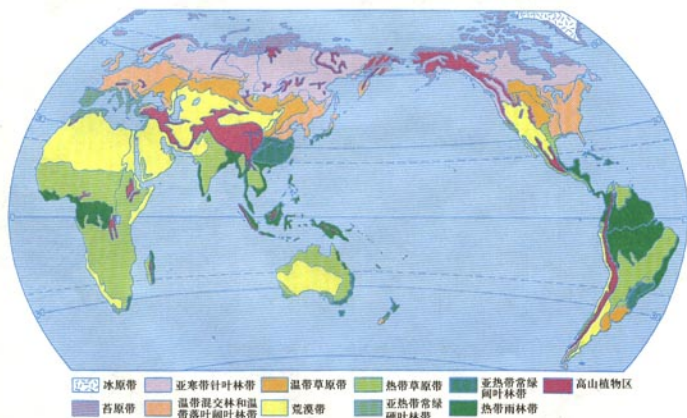 冰原带
亚寒带针叶林带
温带草原带
热带草原带
亚热带常绿
阔叶林带
高山植物区
苔原带
温带混交林和温
带落叶阔叶林带
荒漠带
亚热带常绿
硬叶林带
热带雨林带